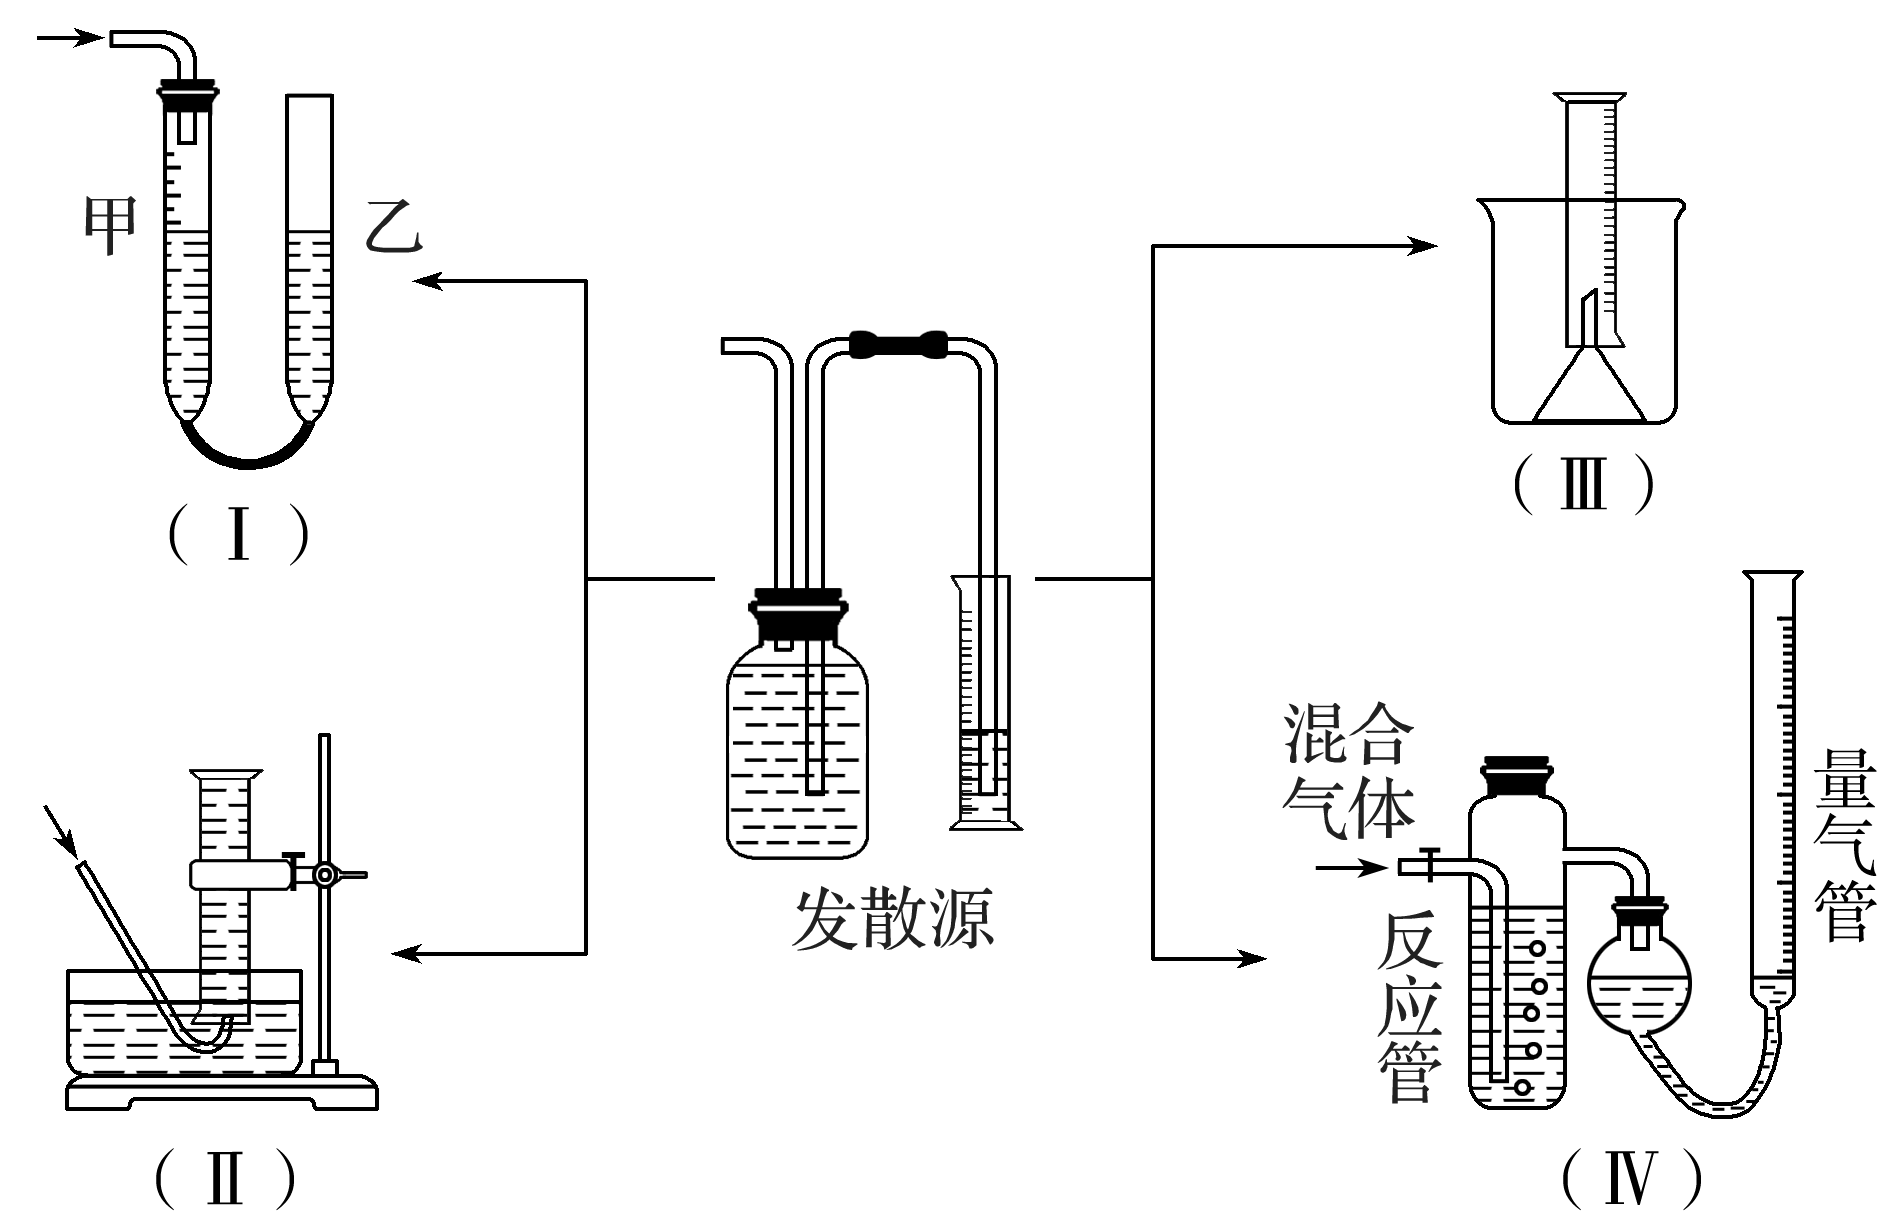 甲
乙
（Ⅰ）
（Ⅱ）
发散源
（Ⅲ）
混合
气体
反应管
量气管
（Ⅳ）